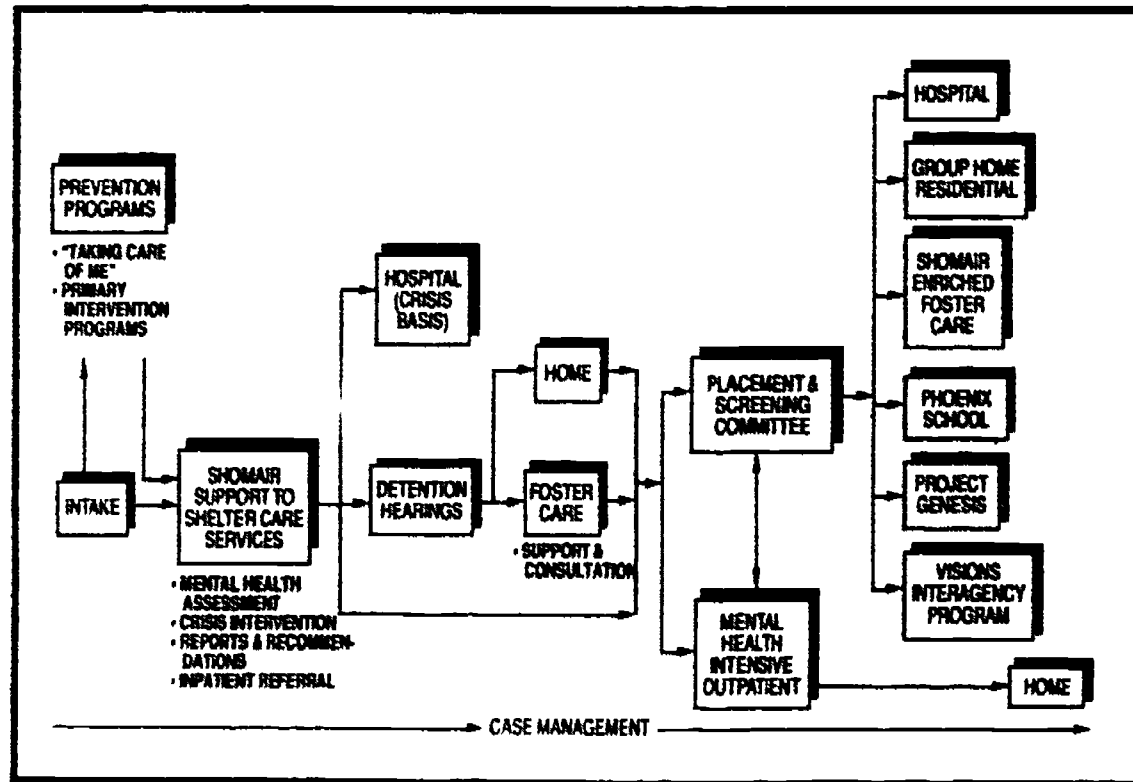 PREVENTION
PROGRAMS
• "TAKING CARE
OF ME"
• PRIMARY
INTERVENTION
PROGRAMS
INTAKE
SHOMAIR
SUPPORT TO
SHELTER CARE
SERVICES
• MENTAL HEALTH
ASSESSMENT
• CRISIS INTERVENTION
• REPORTS & RECOMMEN-
DATIONS
• INPATIENT REFERRAL
HOSPITAL
(CRISIS
BASIS)
DETENTION
HEARINGS
HOME
FOSTER
CARE
• SUPPORT &
CONSULTATION
PLACEMENT &
SCREENING
COMMITTEE
MENTAL
HEALTH
INTENSIVE
OUTPATIENT
HOSPITAL
GROUP HOME
RESIDENTIAL
SHOMAIR
ENRICHED
FOSTER
CARE
PHOENIX
SCHOOL
PROJECT
GENESIS
VISIONS
INTERAGENCY
PROGRAM
HOME
CASE MANAGEMENT